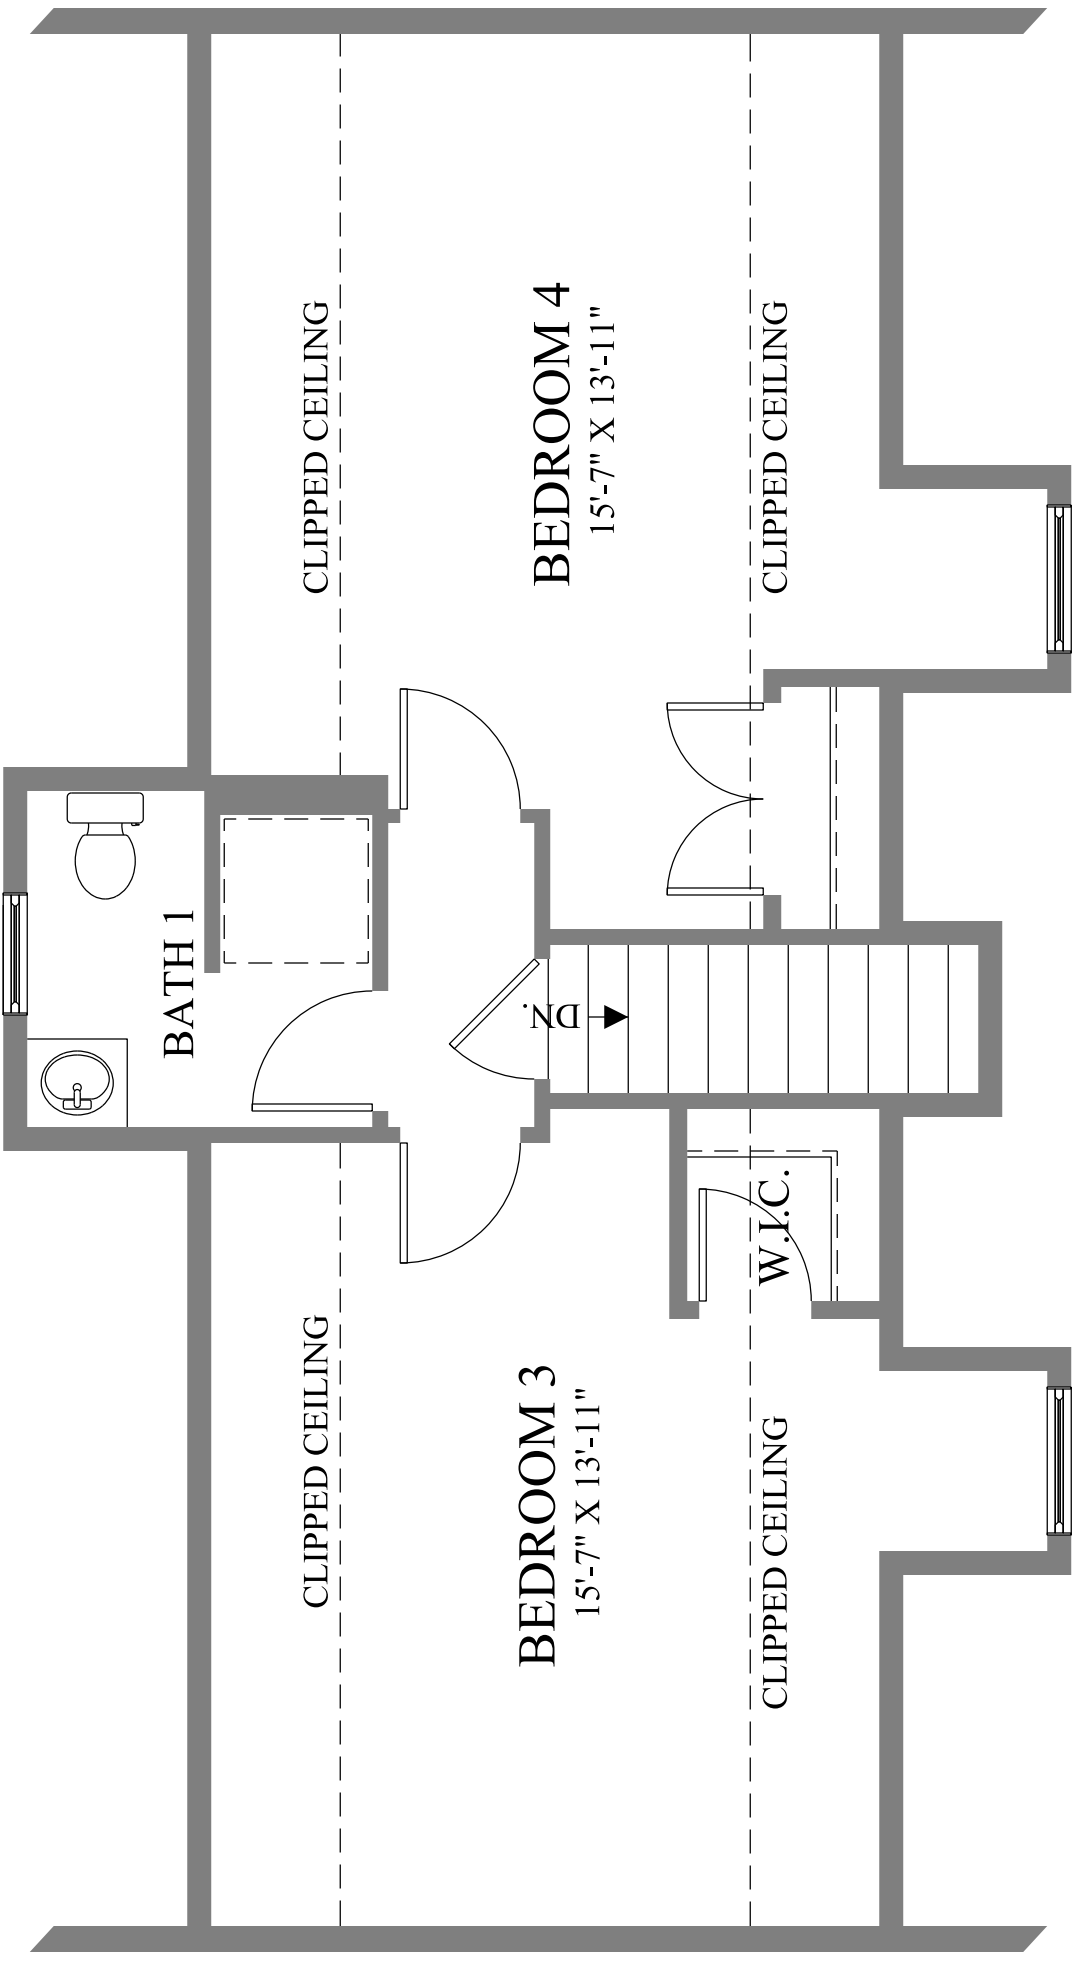 BATH 1
CLIPPED CEILING
CLIPPED CEILING
BEDROOM 3
15'-7" X 13'-11"
BEDROOM 4
15'-7" X 13'-11"
DN.
W.I.C.
CLIPPED CEILING
CLIPPED CEILING